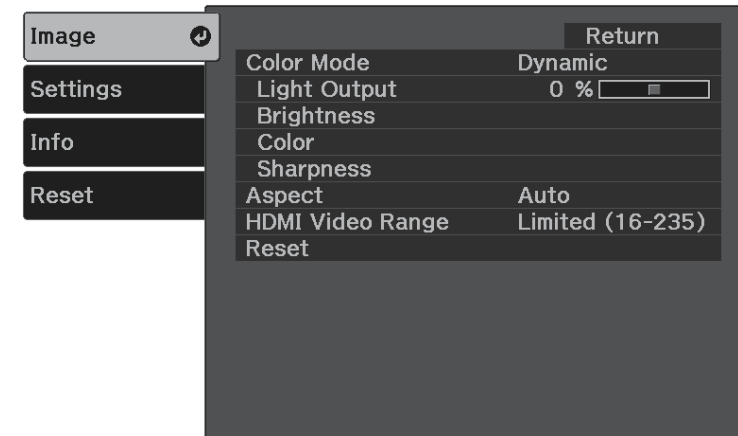 Image
Settings
Info
Reset
Return
Color Mode Dynamic
Light Output 0 %
Brightness
Color
Sharpness
Aspect Auto
HDMI Video Range Limited (16-235)
Reset